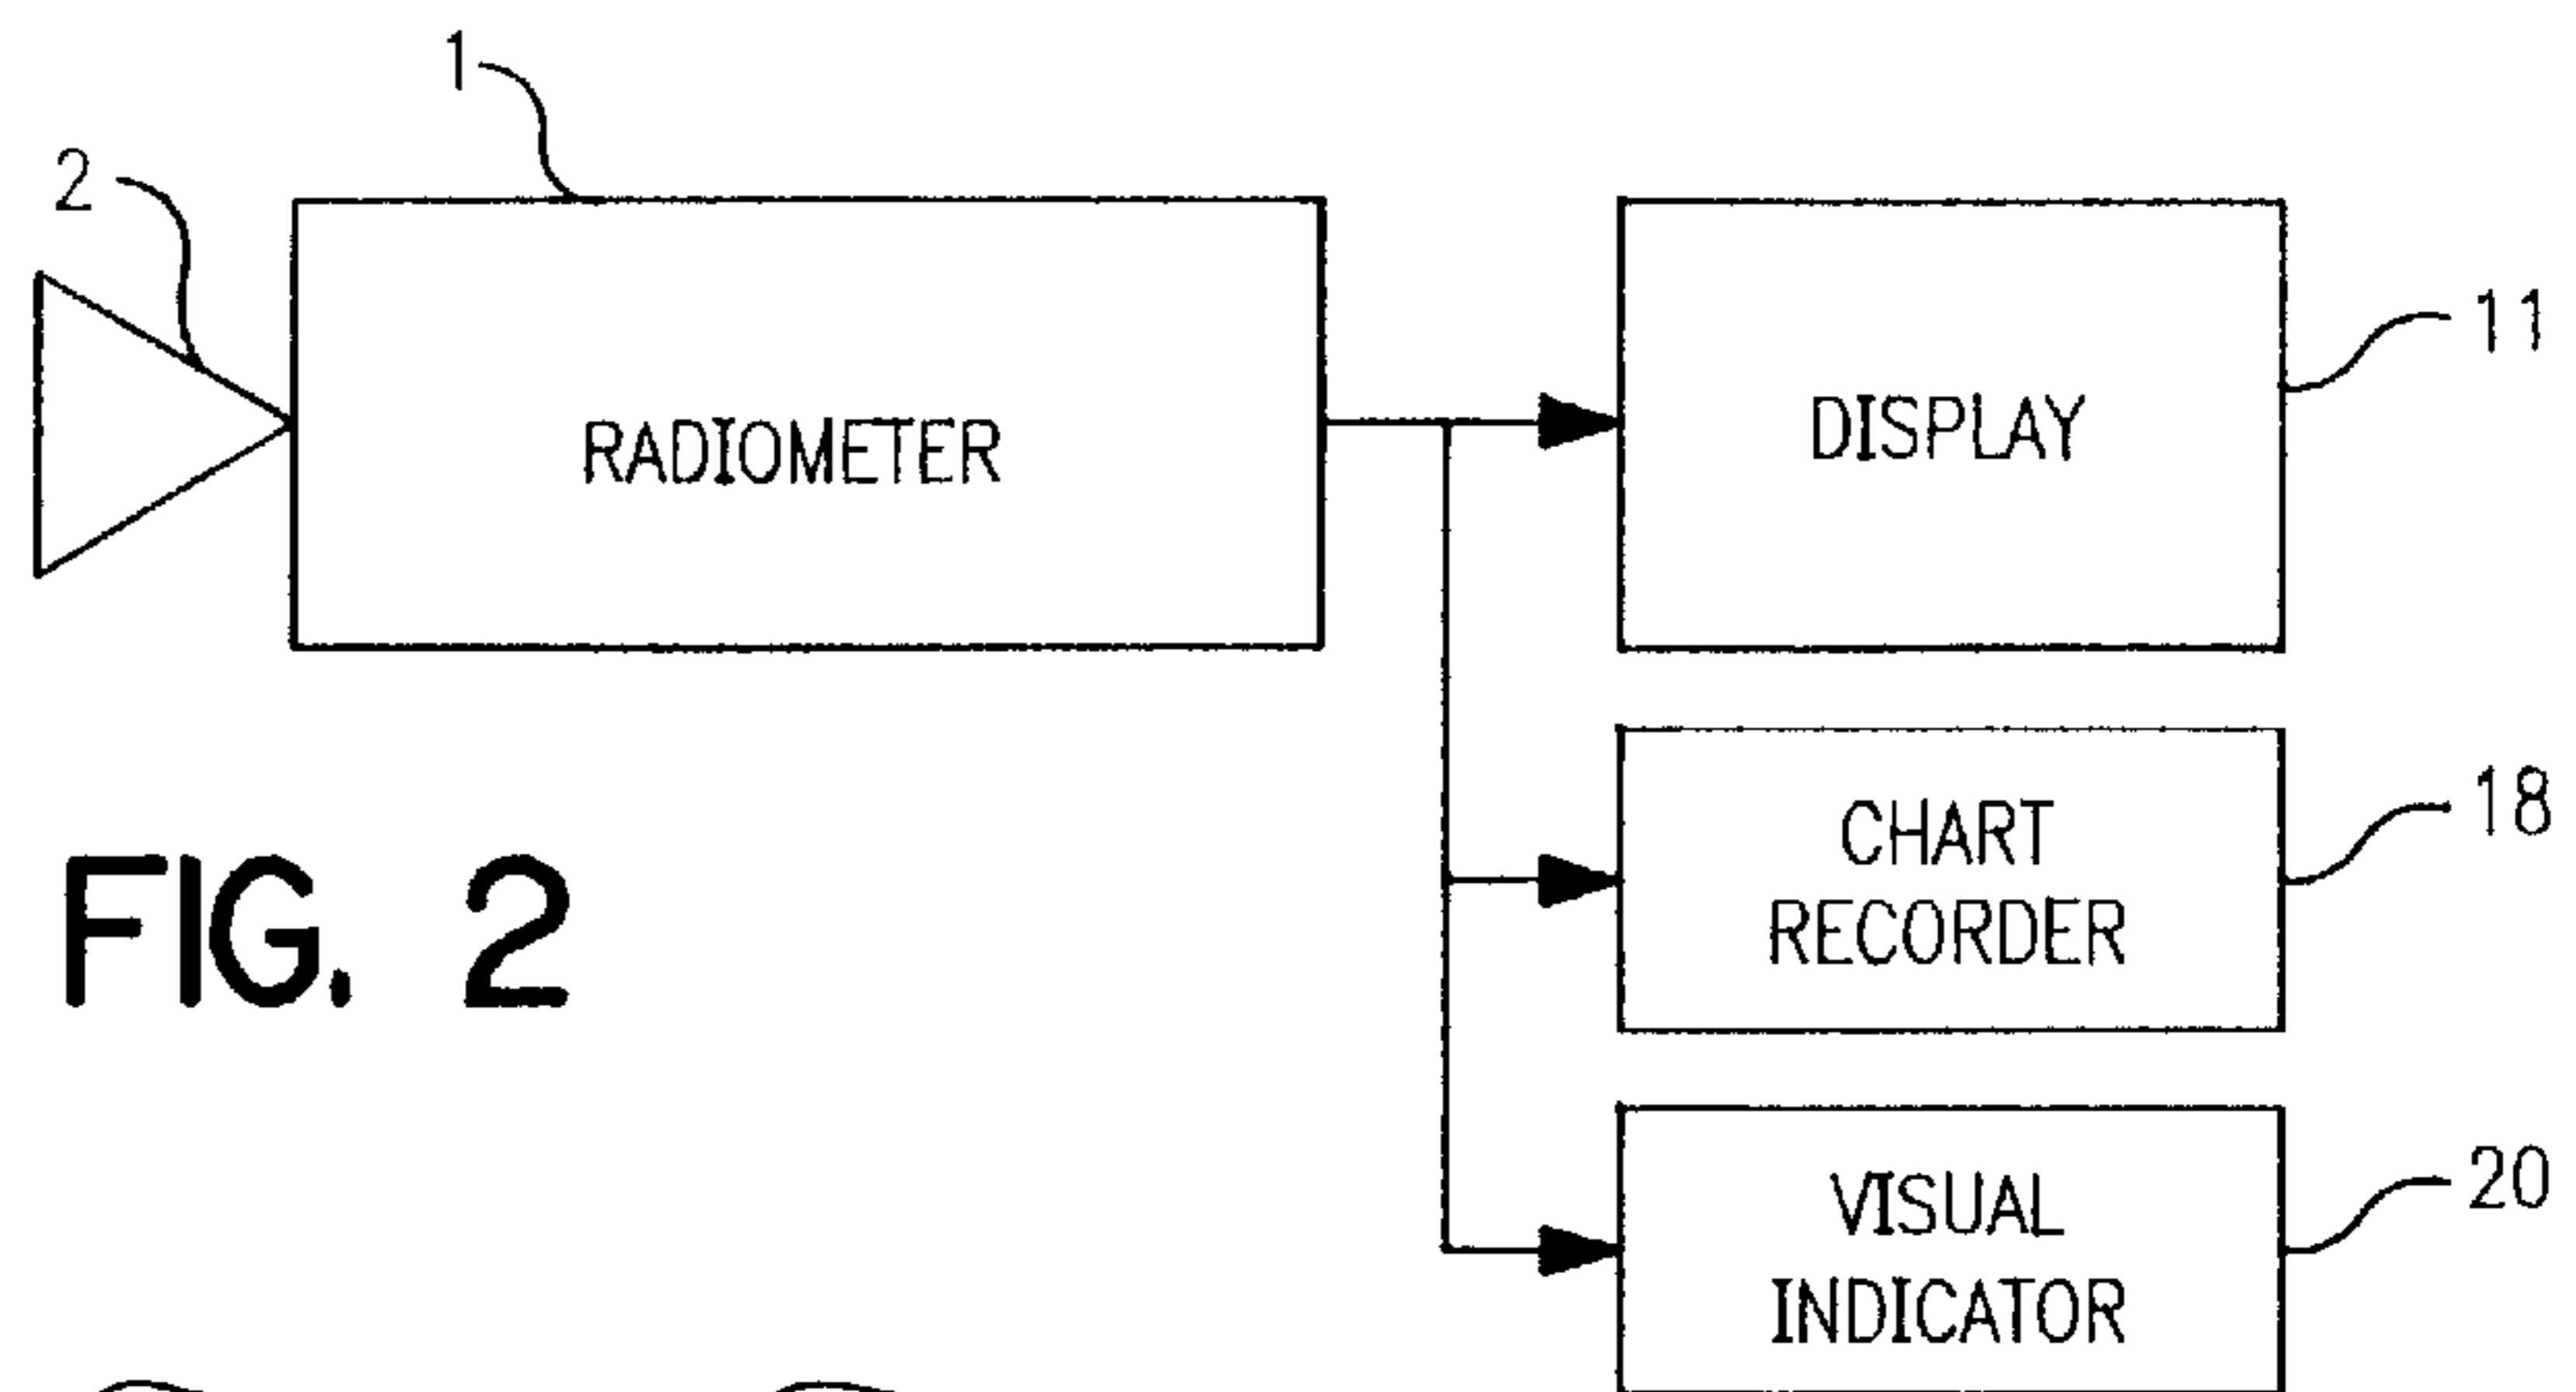 1
2
RADIOMETER
DISPLAY
11
CHART
RECORDER
18
FIG. 2
VISUAL
INDICATOR
20